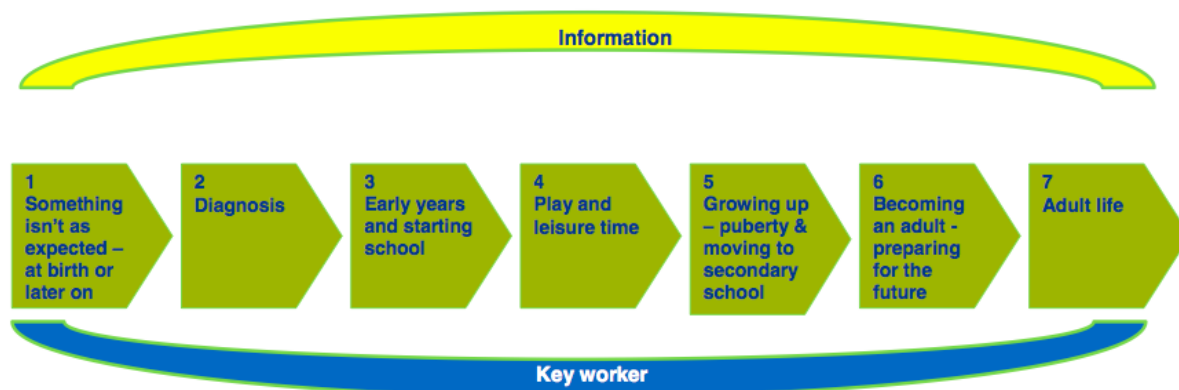 Information
1
Something
isn't as
expected –
at birth or
later on
2
Diagnosis
3
Early years
and starting
school
4
Play and
leisure time
5
Growing up
– puberty &
moving to
secondary
school
6
Becoming
an adult -
preparing
for the
future
7
Adult life
Key worker